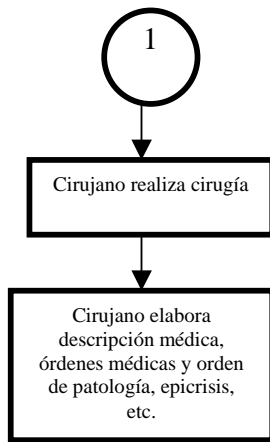 1
Cirujano realiza cirugía
Cirujano elabora
descripción médica,
órdenes médicas y orden
de patología, epicrisis,
etc.